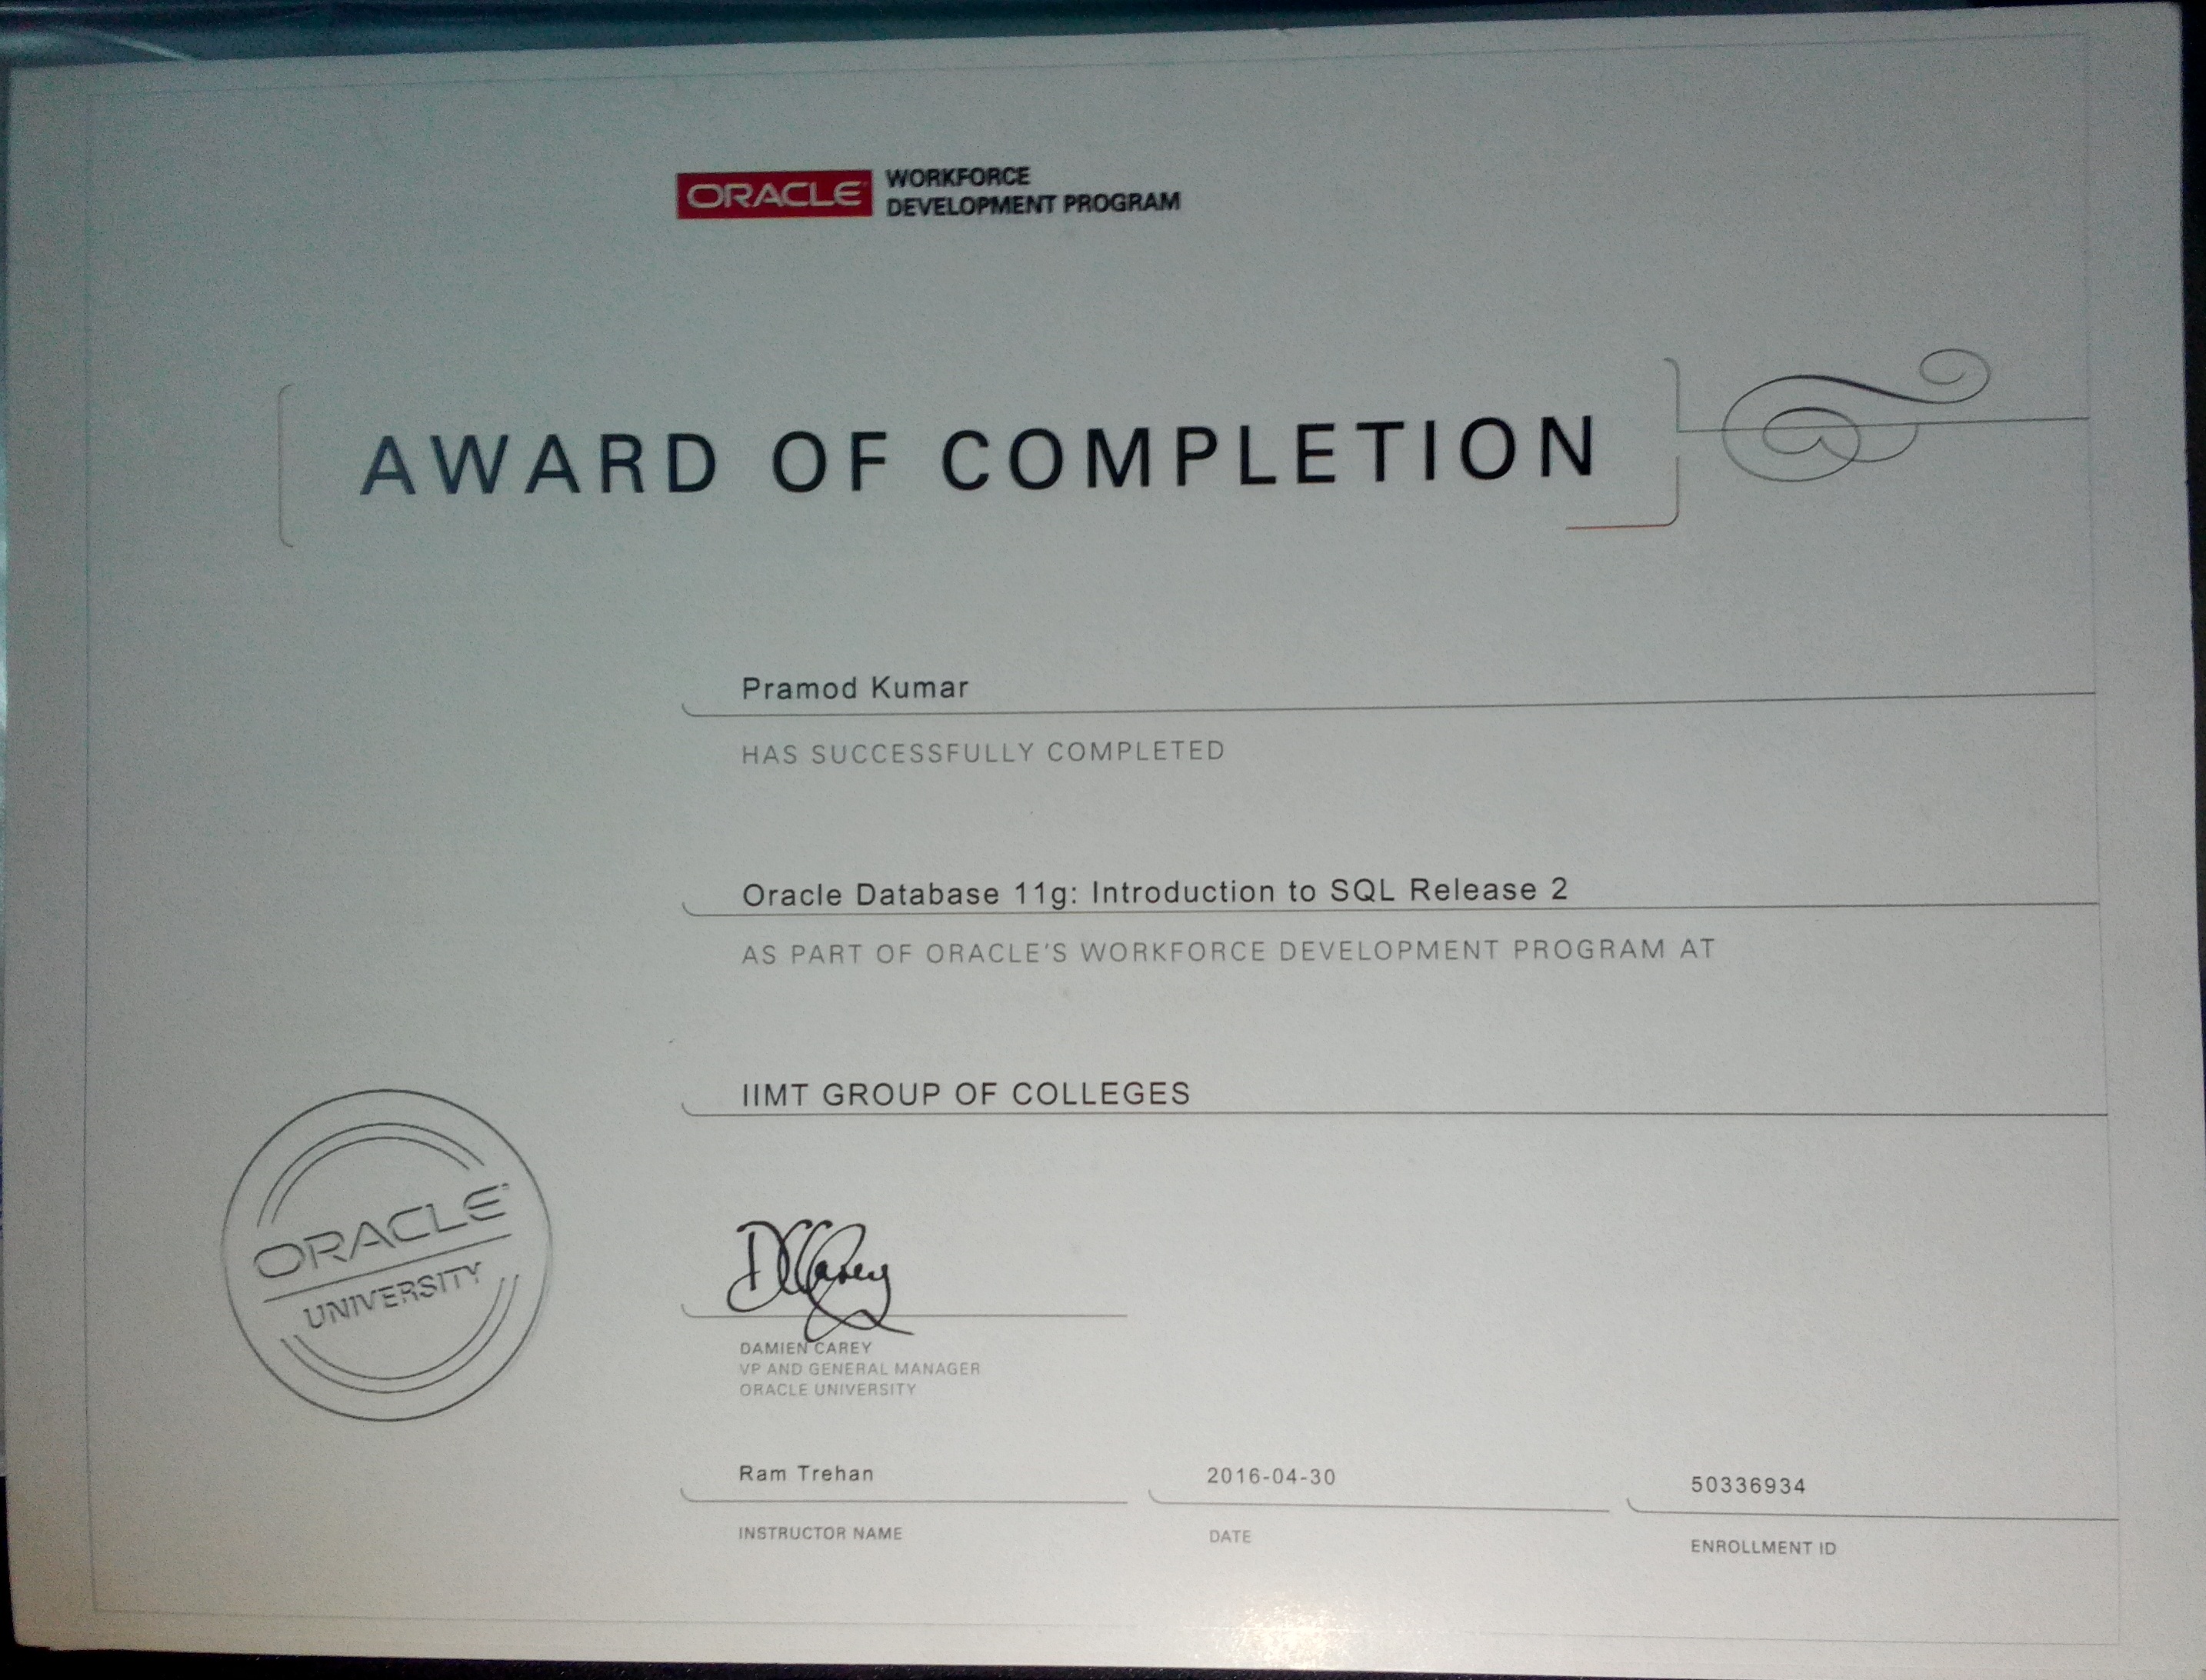 ORACLE WORKFORCE
DEVELOPMENT PROGRAM
AWARD OF COMPLETION
Pramod Kumar
HAS SUCCESSFULLY COMPLETED
Oracle Database 11g: Introduction to SQL Release 2
AS PART OF ORACLE'S WORKFORCE DEVELOPMENT PROGRAM AT
IIMT GROUP OF COLLEGES
ORACLE
UNIVERSITY
DCarey
DAMIEN CAREY
VP AND GENERAL MANAGER
ORACLE UNIVERSITY
Ram Trehan
INSTRUCTOR NAME
2016-04-30
DATE
50336934
ENROLLMENT ID